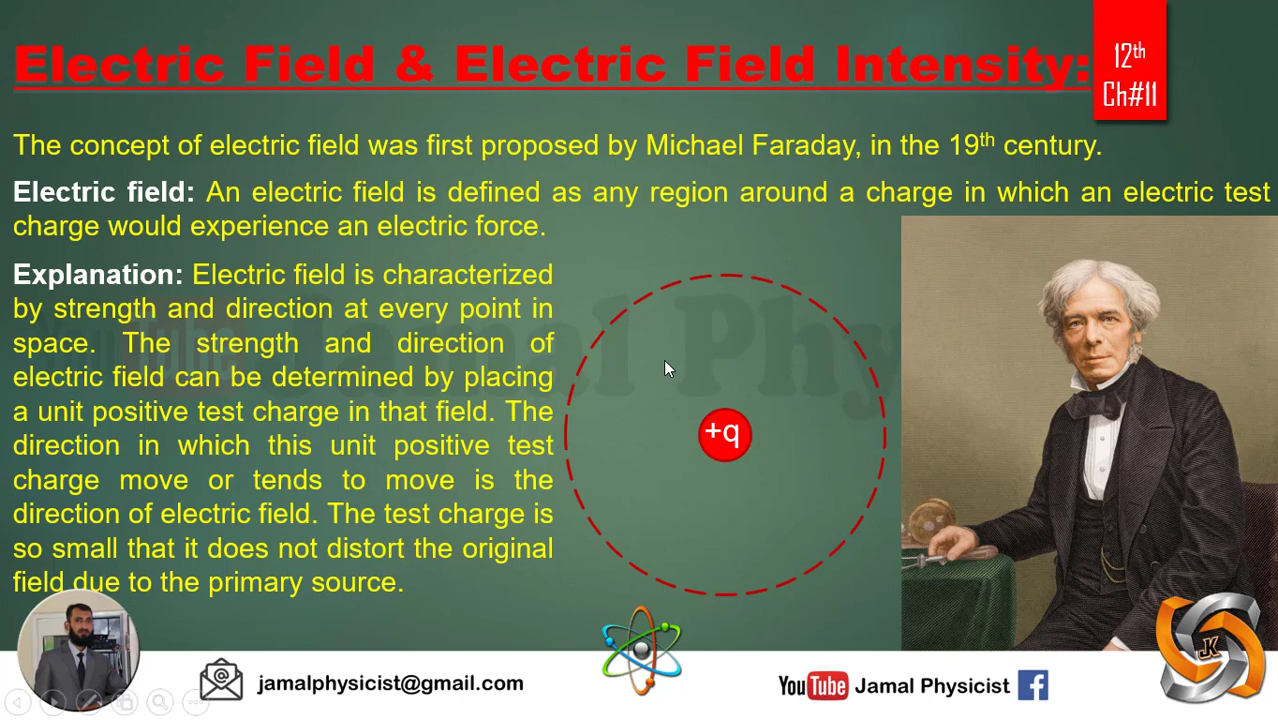 Electric Field & Electric Field Intensity:
12th
Ch#11
The concept of electric field was first proposed by Michael Faraday, in the 19th century.
Electric field: An electric field is defined as any region around a charge in which an electric test
charge would experience an electric force.
Explanation: Electric field is characterized
by strength and direction at every point in
space. The strength and direction of
electric field can be determined by placing
a unit positive test charge in that field. The
direction in which this unit positive test
charge move or tends to move is the
direction of electric field. The test charge is
so small that it does not distort the original
field due to the primary source.
+q
YouTube Jamal Phy
jamalphysicist@gmail.com
YouTube Jamal Physicist f
JK